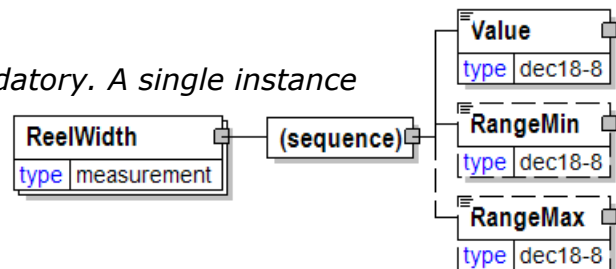 Value
type dec18-8
datory. A single instance
ReelWidth
type measurement
(sequence)
RangeMin
type dec18-8
RangeMax
type dec18-8